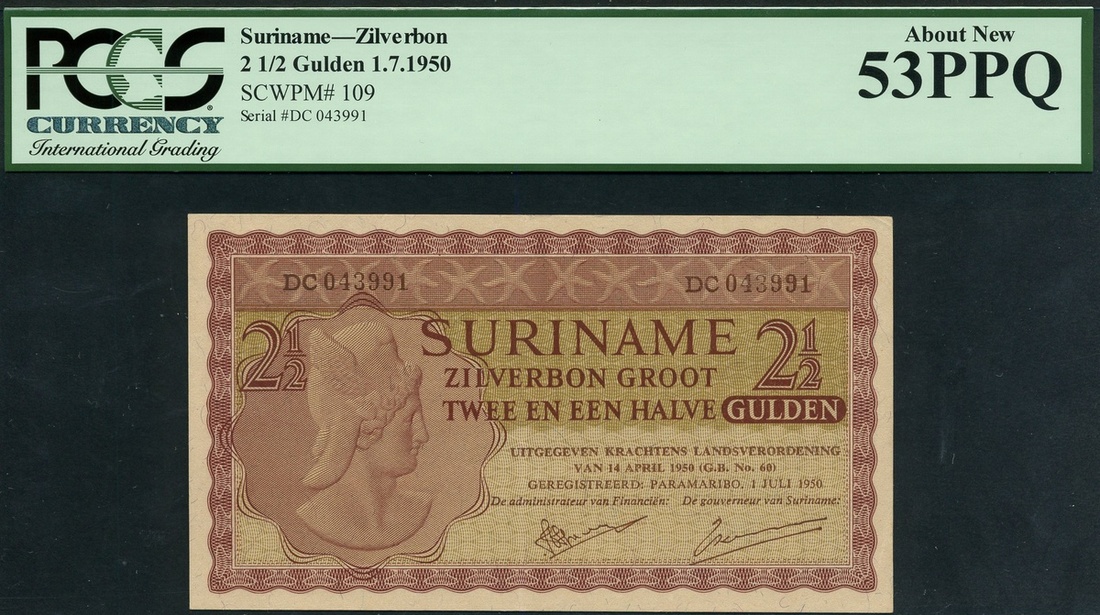 PCGS
CURRENCY
International Grading
Suriname—Zilverbon
2 1/2 Gulden 1.7.1950
SCWPM# 109
Serial #DC 043991
About New
53PPQ
DC 043991
DC 043991
2½
SURINAME
2½
ZILVERBON GROOT
TWEE EN EEN HALVE GULDEN
UITGEGEVEN KRACHTENS LANDSVERORDENING
VAN 14 APRIL 1950 (G.B. No. 60)
GEREGISTREERD: PARAMARIBO, 1 JULI 1950
De administrateur van Financiën: De gouverneur van Suriname: